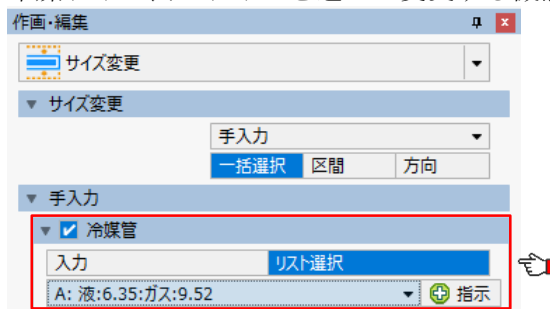 作画・編集
サイズ変更
サイズ変更
手入力
一括選択 区間 方向
手入力
冷媒管
入力 リスト選択
A: 液:6.35:ガス:9.52 指示